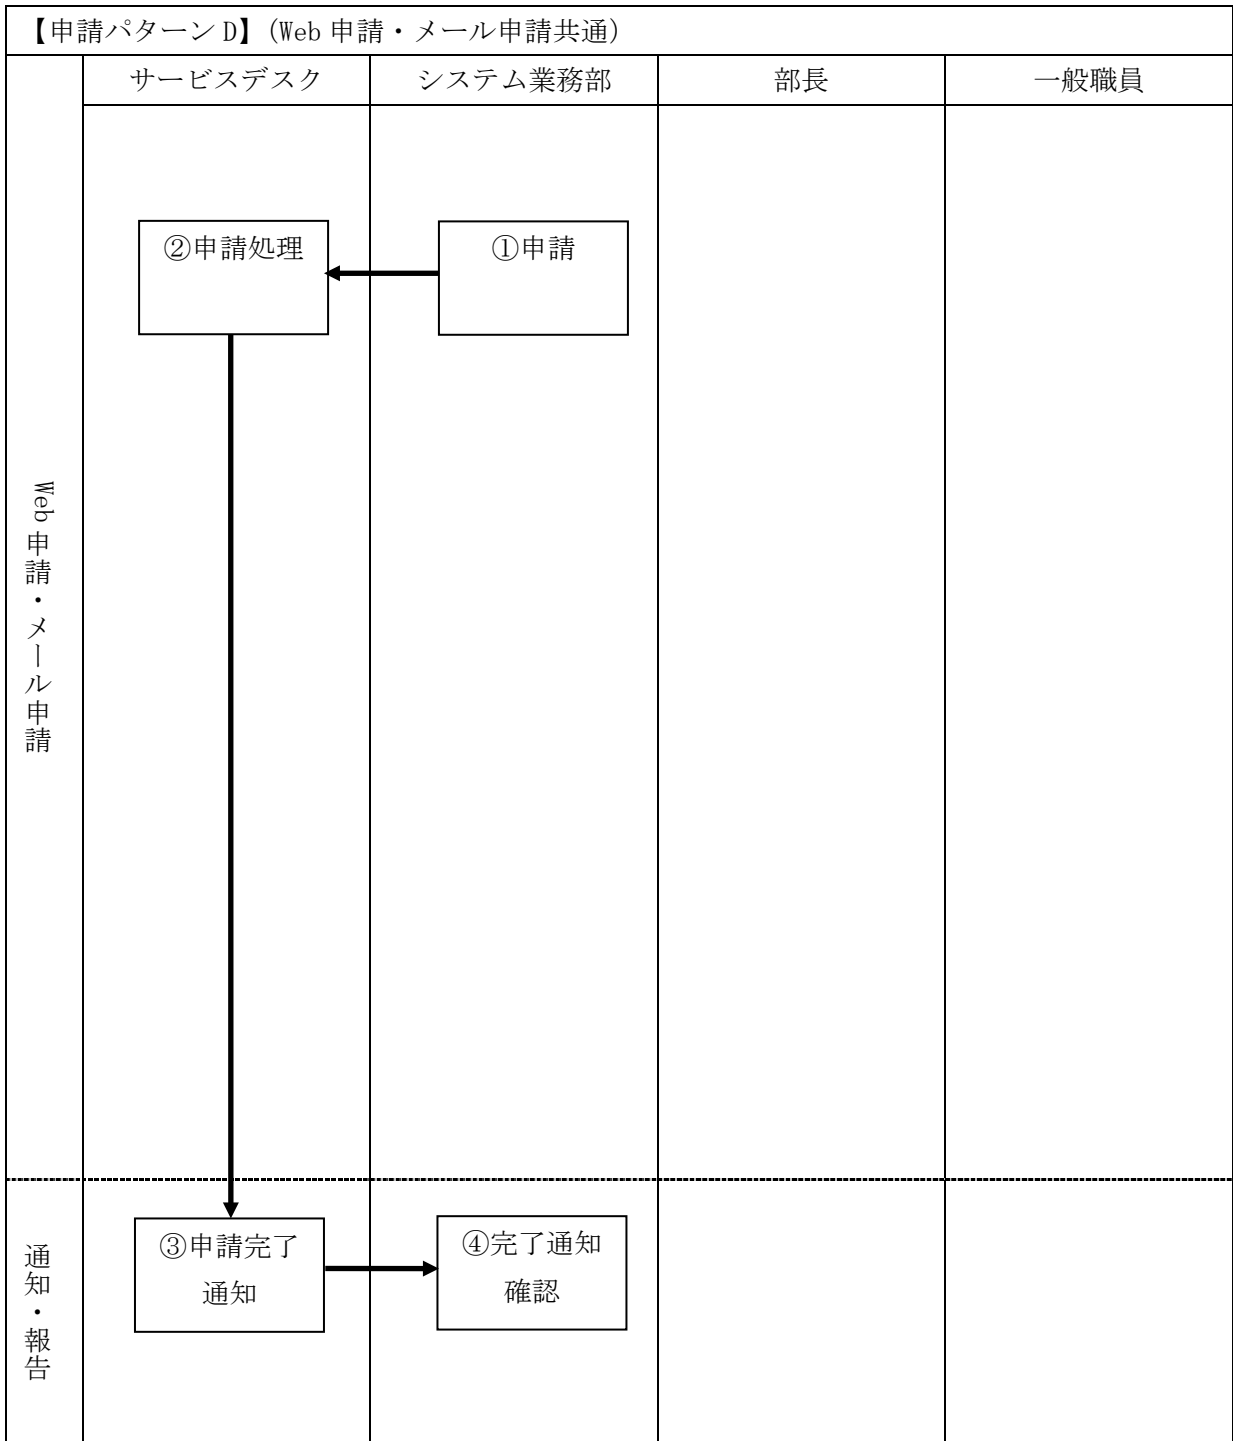 【申請パターンD】(Web申請・メール申請共通)
サービスデスク
システム業務部
部長
一般職員
②申請処理
①申請
Web申請・メール申請
③申請完了
通知
④完了通知
確認
通知・報告